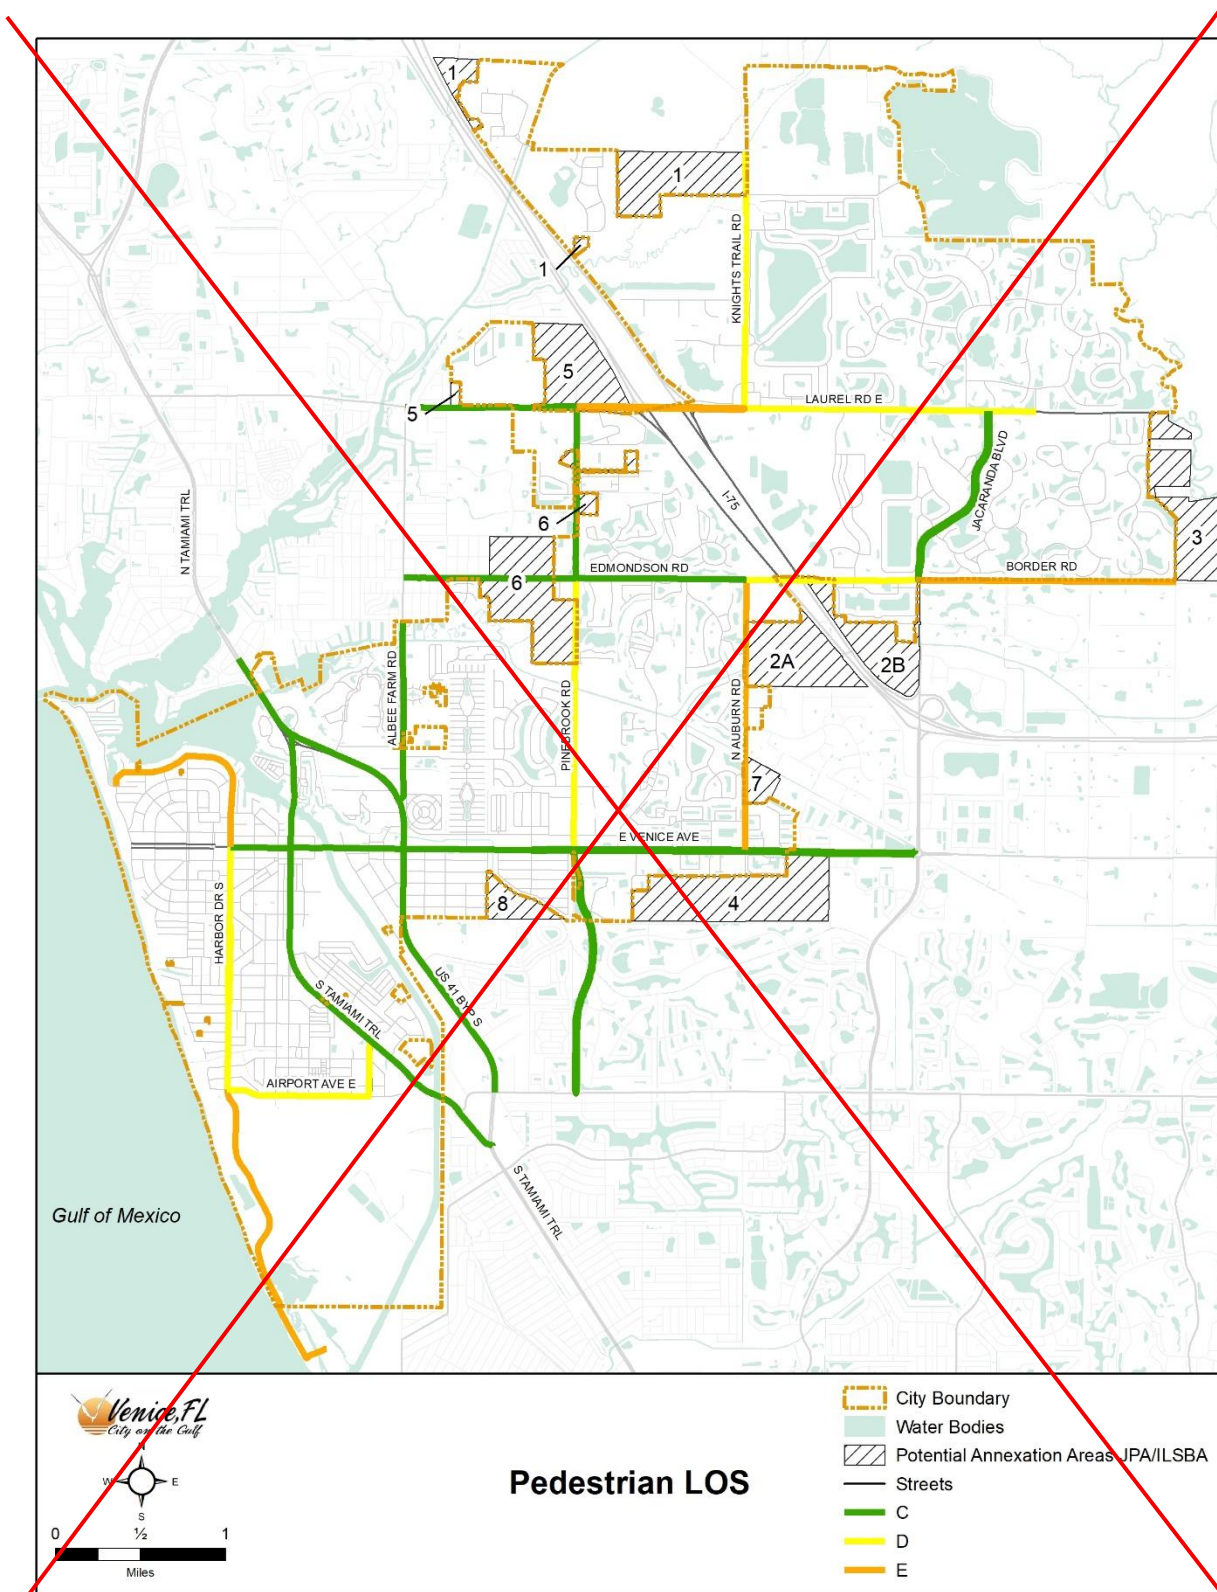 1
1
1
KNIGHTS TRAIL RD
5
5
LAUREL RD E
JACARANDA BLVD
I-75
N TAMIAMI TRL
6
3
EDMONDSON RD
BORDER RD
6
2A
2B
ALBEE FARM RD
PINEBROOK RD
N AUBURN RD
7
E VENICE AVE
HARBOR DR S
8
4
US 41 BYP S
S TAMIAMI TRL
AIRPORT AVE E
S TAMIAMI TRL
Gulf of Mexico
Venice, FL
City on the Gulf
N
W E
S
0 ½ 1
Miles
Pedestrian LOS
City Boundary
Water Bodies
Potential Annexation Areas JPA/ILSBA
Streets
C
D
E